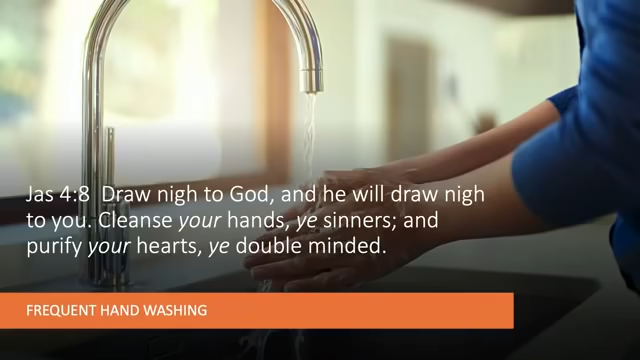 Jas 4:8  Draw nigh to God, and he will draw nigh
to you. Cleanse your hands, ye sinners; and
purify your hearts, ye double minded.
FREQUENT HAND WASHING